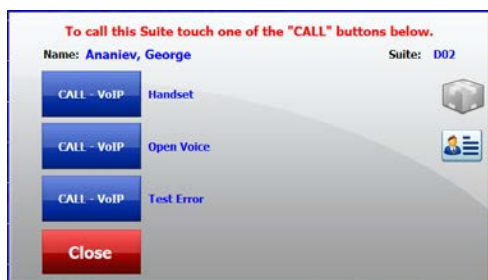 To call this Suite touch one of the "CALL" buttons below.
Name: Ananiev, George Suite: D02
CALL - VoIP Handset
CALL - VoIP Open Voice
CALL - VoIP Test Error
Close